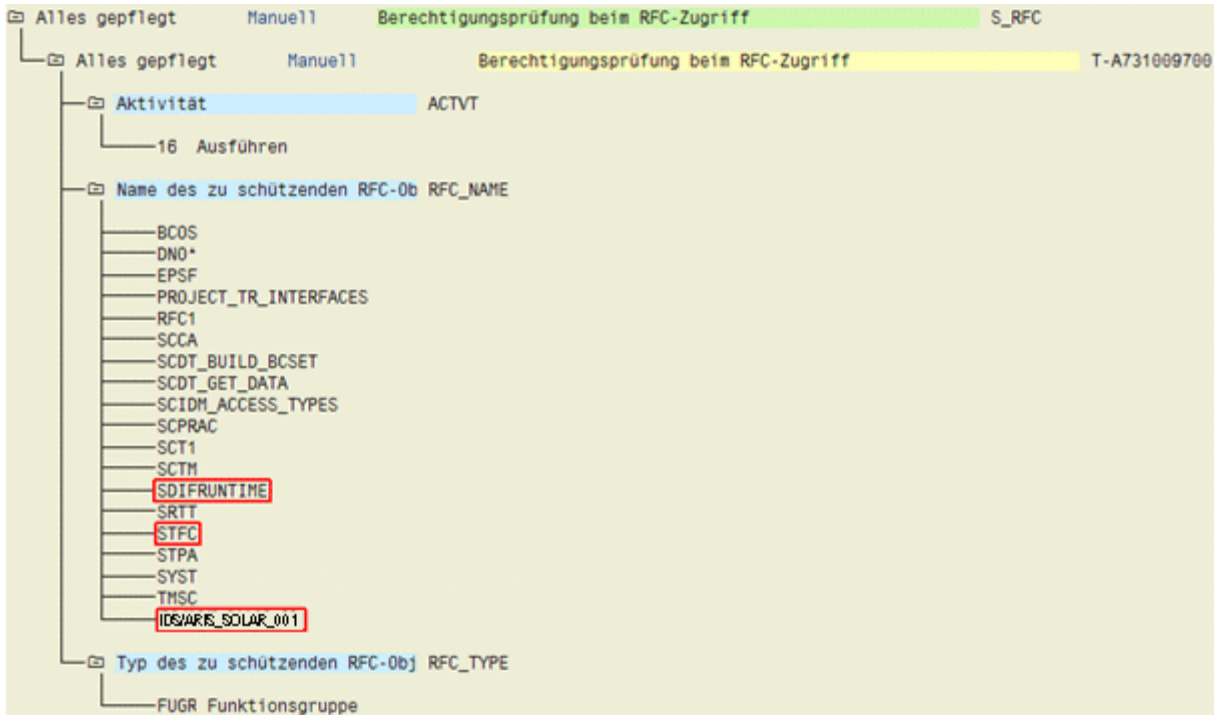 Alles gepflegt Manuell Berechtigungsprüfung beim RFC-Zugriff S_RFC
Alles gepflegt Manuell Berechtigungsprüfung beim RFC-Zugriff T-A731009700
Aktivität ACTVT
16 Ausführen
Name des zu schützenden RFC-Ob RFC_NAME
BCOS
DNO*
EPSF
PROJECT_TR_INTERFACES
RFC1
SCCA
SCDT_BUILD_BCSET
SCDT_GET_DATA
SCIDM_ACCESS_TYPES
SCPRAC
SCT1
SCTM
SDIFRUNTIME
SRTT
STFC
STPA
SYST
TMSC
IDS/ARIS_SOLAR_001
Typ des zu schützenden RFC-Obj RFC_TYPE
FUGR Funktionsgruppe